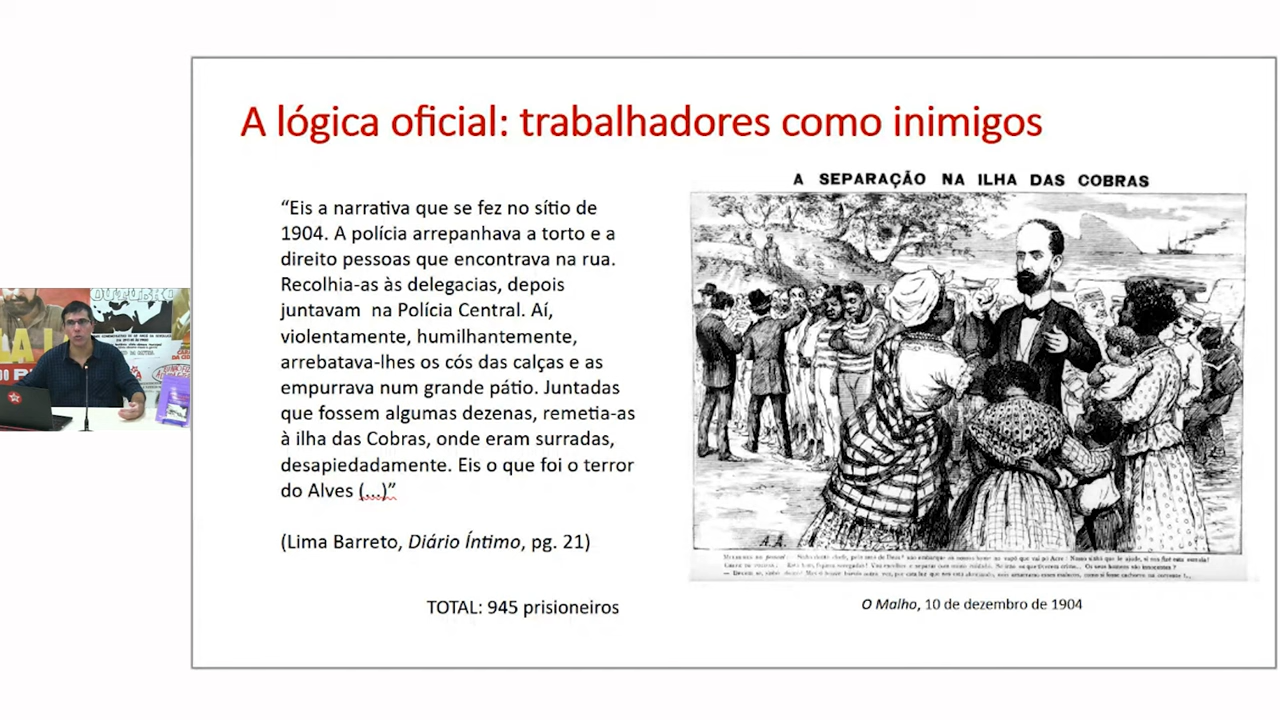 A lógica oficial: trabalhadores como inimigos
“Eis a narrativa que se fez no sítio de
1904. A polícia arrepanhava a torto e a
direito pessoas que encontrava na rua.
Recolhia-as às delegacias, depois
juntavam na Polícia Central. Aí,
violentamente, humilhantemente,
arrebatava-lhes os cós das calças e as
empurrava num grande pátio. Juntadas
que fossem algumas dezenas, remetia-as
à ilha das Cobras, onde eram surradas,
desapiedadamente. Eis o que foi o terror
do Alves (...)”
(Lima Barreto, Diário Íntimo, pg. 21)
TOTAL: 945 prisioneiros
A SEPARAÇÃO NA ILHA DAS COBRAS
A.A.
O Malho, 10 de dezembro de 1904
OUTUBRO